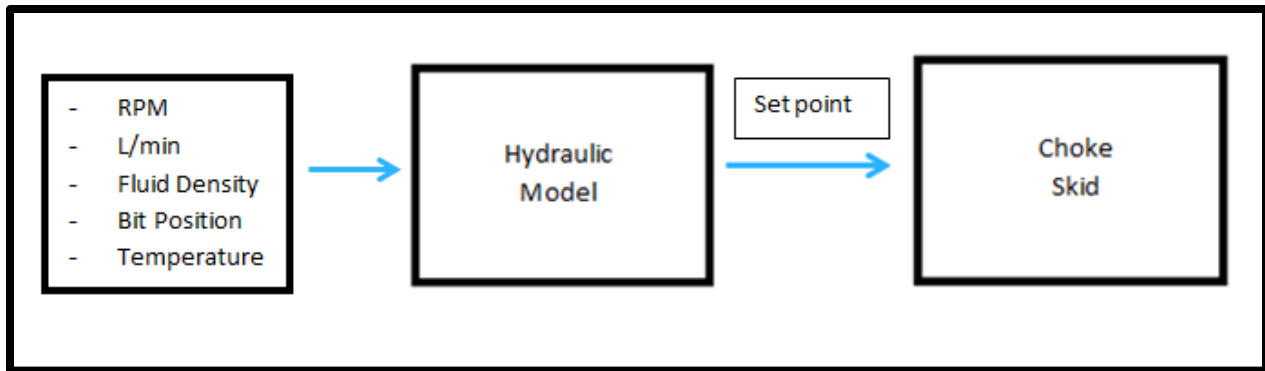 - RPM
- L/min
- Fluid Density
- Bit Position
- Temperature
Hydraulic
Model
Set point
Choke
Skid